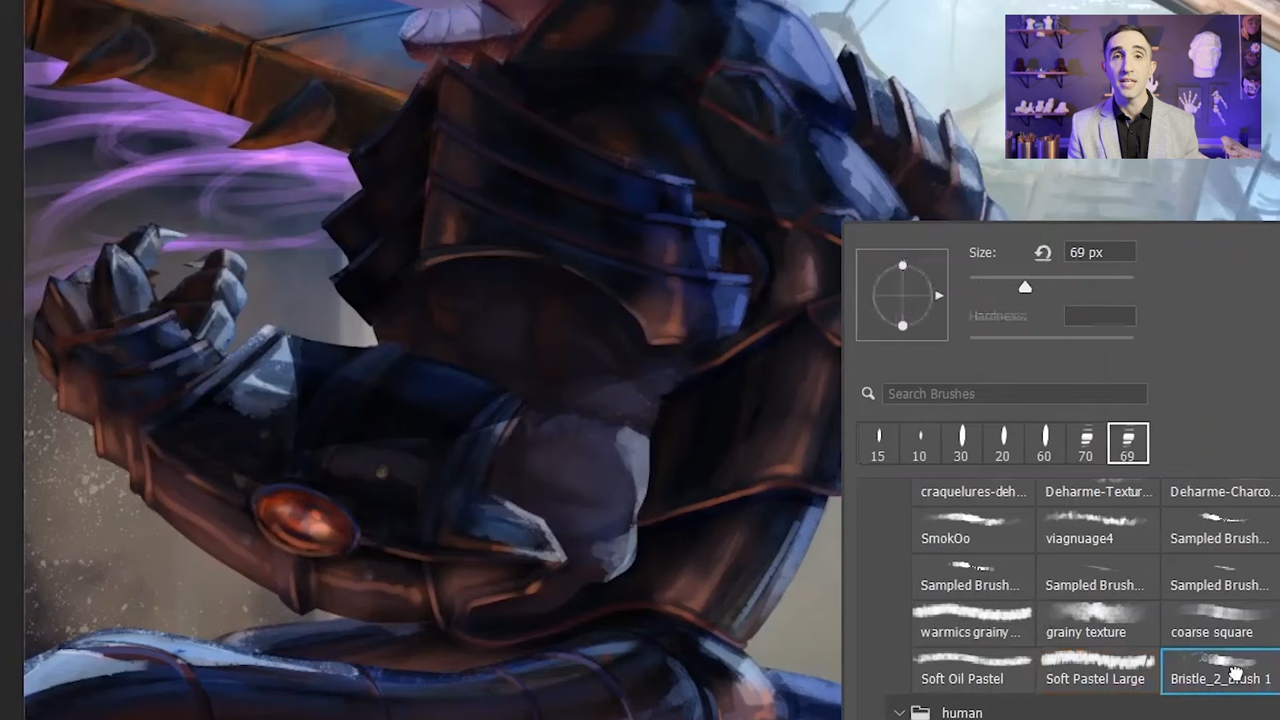 Size:
69 px
Hardness:
Search Brushes
15
10
30
20
60
70
69
craquelures-deh...
Deharme-Textur...
Deharme-Charco...
SmokOo
viagnuage4
Sampled Brush...
Sampled Brush...
Sampled Brush...
Sampled Brush...
warmics grainy ...
grainy texture
coarse square
Soft Oil Pastel
Soft Pastel Large
Bristle_2_Brush 1
human